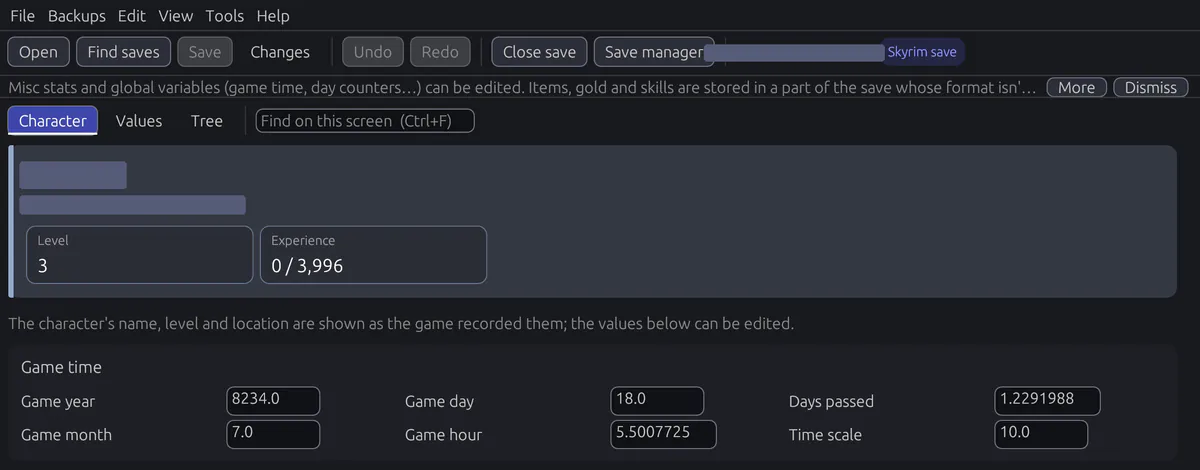 File Backups Edit View Tools Help
Open Find saves Save Changes Undo Redo Close save Save manager Skyrim save
Misc stats and global variables (game time, day counters…) can be edited. Items, gold and skills are stored in a part of the save whose format isn'… More Dismiss
Character Values Tree Find on this screen (Ctrl+F)
Level Experience
3 0 / 3,996
The character's name, level and location are shown as the game recorded them; the values below can be edited.
Game time
Game year 8234.0 Game day 18.0 Days passed 1.2291988
Game month 7.0 Game hour 5.5007725 Time scale 10.0